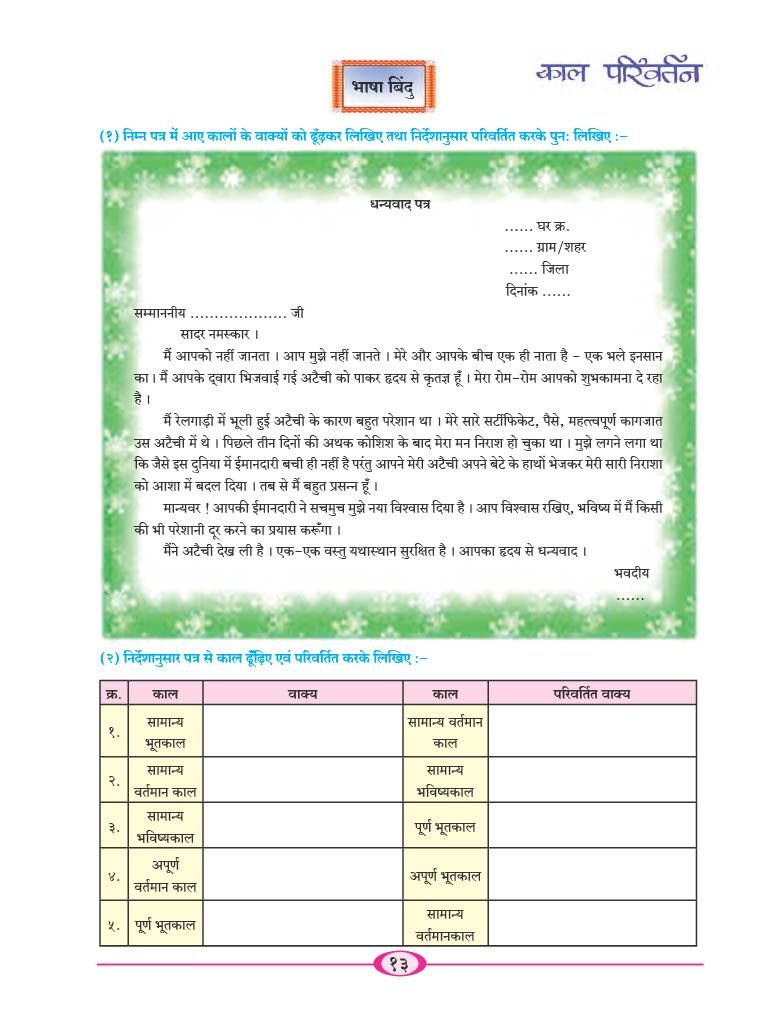 काल परिवर्तन
भाषा बिंदु
(१) निम्न पत्र में आए कालों के वाक्यों को ढूँढ़कर लिखिए तथा निर्देशानुसार परिवर्तित करके पुनः लिखिए :–
धन्यवाद पत्र
...... घर क्र.
...... ग्राम/शहर
...... जिला
दिनांक ......
सम्माननीय .................... जी
सादर नमस्कार ।
मैं आपको नहीं जानता । आप मुझे नहीं जानते । मेरे और आपके बीच एक ही नाता है – एक भले इनसान
का। मैं आपके द्वारा भिजवाई गई अटैची को पाकर हृदय से कृतज्ञ हूँ । मेरा रोम-रोम आपको शुभकामना दे रहा
है ।
मैं रेलगाड़ी में भूली हुई अटैची के कारण बहुत परेशान था । मेरे सारे सर्टीफिकेट, पैसे, महत्त्वपूर्ण कागजात
उस अटैची में थे । पिछले तीन दिनों की अथक कोशिश के बाद मेरा मन निराश हो चुका था । मुझे लगने लगा था
कि जैसे इस दुनिया में ईमानदारी बची ही नहीं है परंतु आपने मेरी अटैची अपने बेटे के हाथों भेजकर मेरी सारी निराशा
को आशा में बदल दिया । तब से मैं बहुत प्रसन्न हूँ ।
मान्यवर ! आपकी ईमानदारी ने सचमुच मुझे नया विश्वास दिया है । आप विश्वास रखिए, भविष्य में मैं किसी
की भी परेशानी दूर करने का प्रयास करूँगा ।
मैंने अटैची देख ली है । एक-एक वस्तु यथास्थान सुरक्षित है । आपका हृदय से धन्यवाद ।
भवदीय
......
(२) निर्देशानुसार पत्र से काल ढूँढ़िए एवं परिवर्तित करके लिखिए :–
क्र. काल वाक्य काल परिवर्तित वाक्य
१. सामान्य भूतकाल सामान्य वर्तमान काल
२. सामान्य वर्तमान काल सामान्य भविष्यकाल
३. सामान्य भविष्यकाल पूर्ण भूतकाल
४. अपूर्ण वर्तमान काल अपूर्ण भूतकाल
५. पूर्ण भूतकाल सामान्य वर्तमानकाल
१३